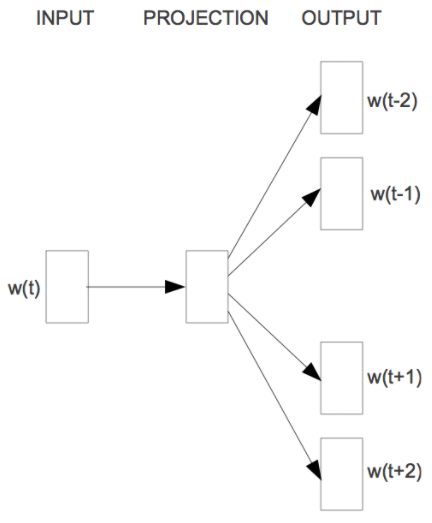 INPUT PROJECTION OUTPUT
w(t-2)
w(t-1)
w(t)
w(t+1)
w(t+2)